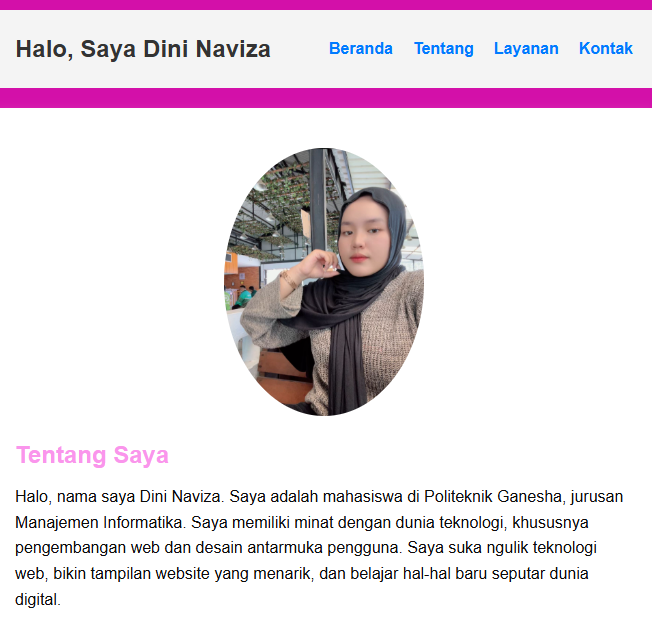 Halo, Saya Dini Naviza
Beranda Tentang Layanan Kontak
Tentang Saya
Halo, nama saya Dini Naviza. Saya adalah mahasiswa di Politeknik Ganesha, jurusan
Manajemen Informatika. Saya memiliki minat dengan dunia teknologi, khususnya
pengembangan web dan desain antarmuka pengguna. Saya suka ngulik teknologi
web, bikin tampilan website yang menarik, dan belajar hal-hal baru seputar dunia
digital.